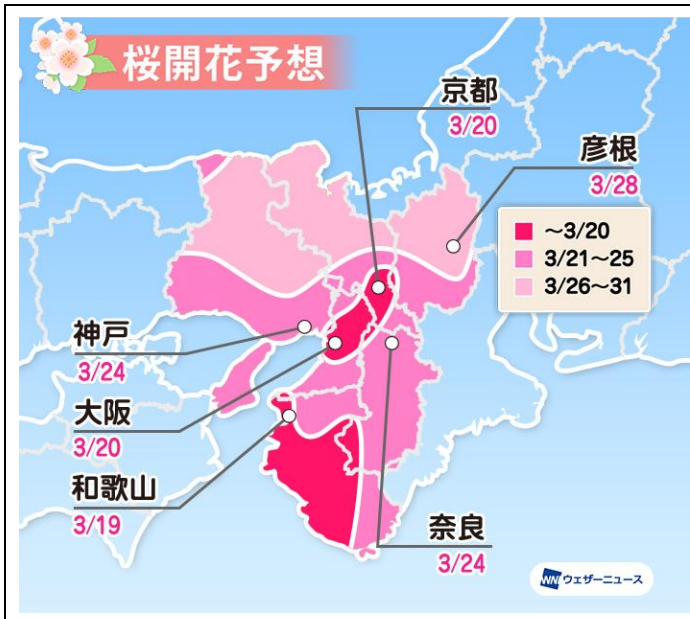 桜開花予想
京都
3/20
彦根
3/28
~3/20
3/21~25
3/26~31
神戸
3/24
大阪
3/20
和歌山
3/19
奈良
3/24
WN ウェザーニュース